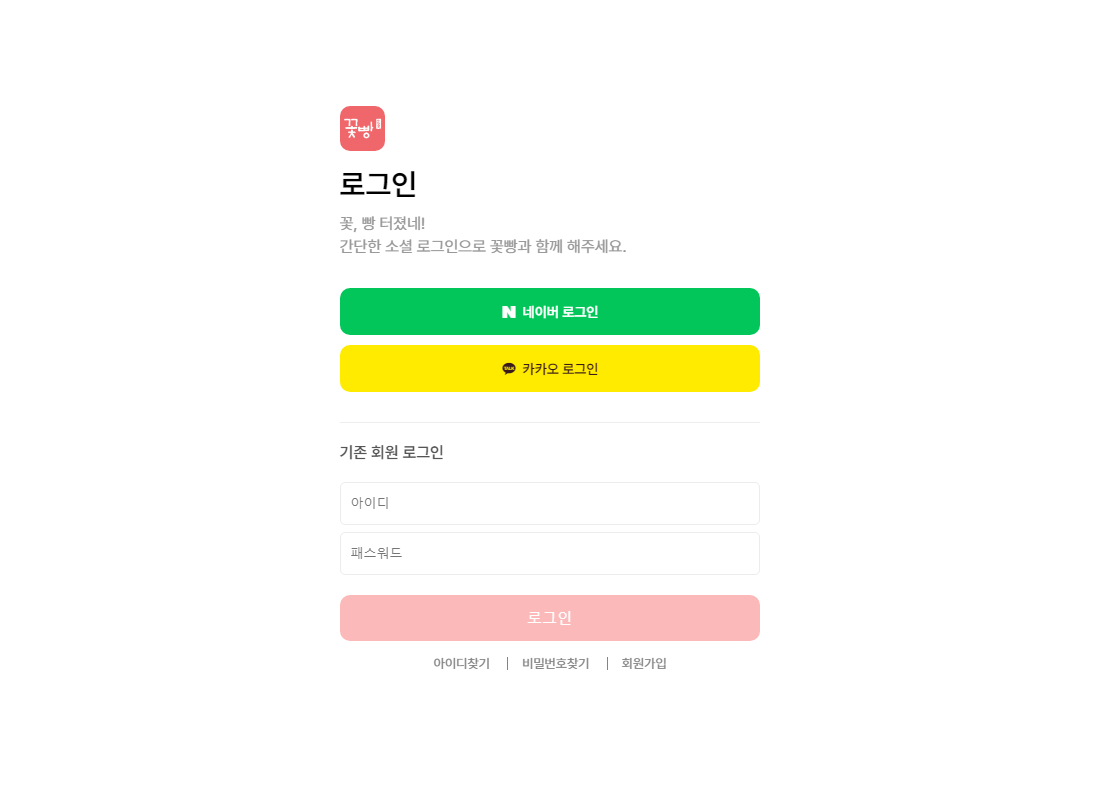 꽃빵
로그인
꽃, 빵 터졌네!
간단한 소셜 로그인으로 꽃빵과 함께 해주세요.
N 네이버 로그인
TALK 카카오 로그인
기존 회원 로그인
아이디
패스워드
로그인
아이디찾기 | 비밀번호찾기 | 회원가입